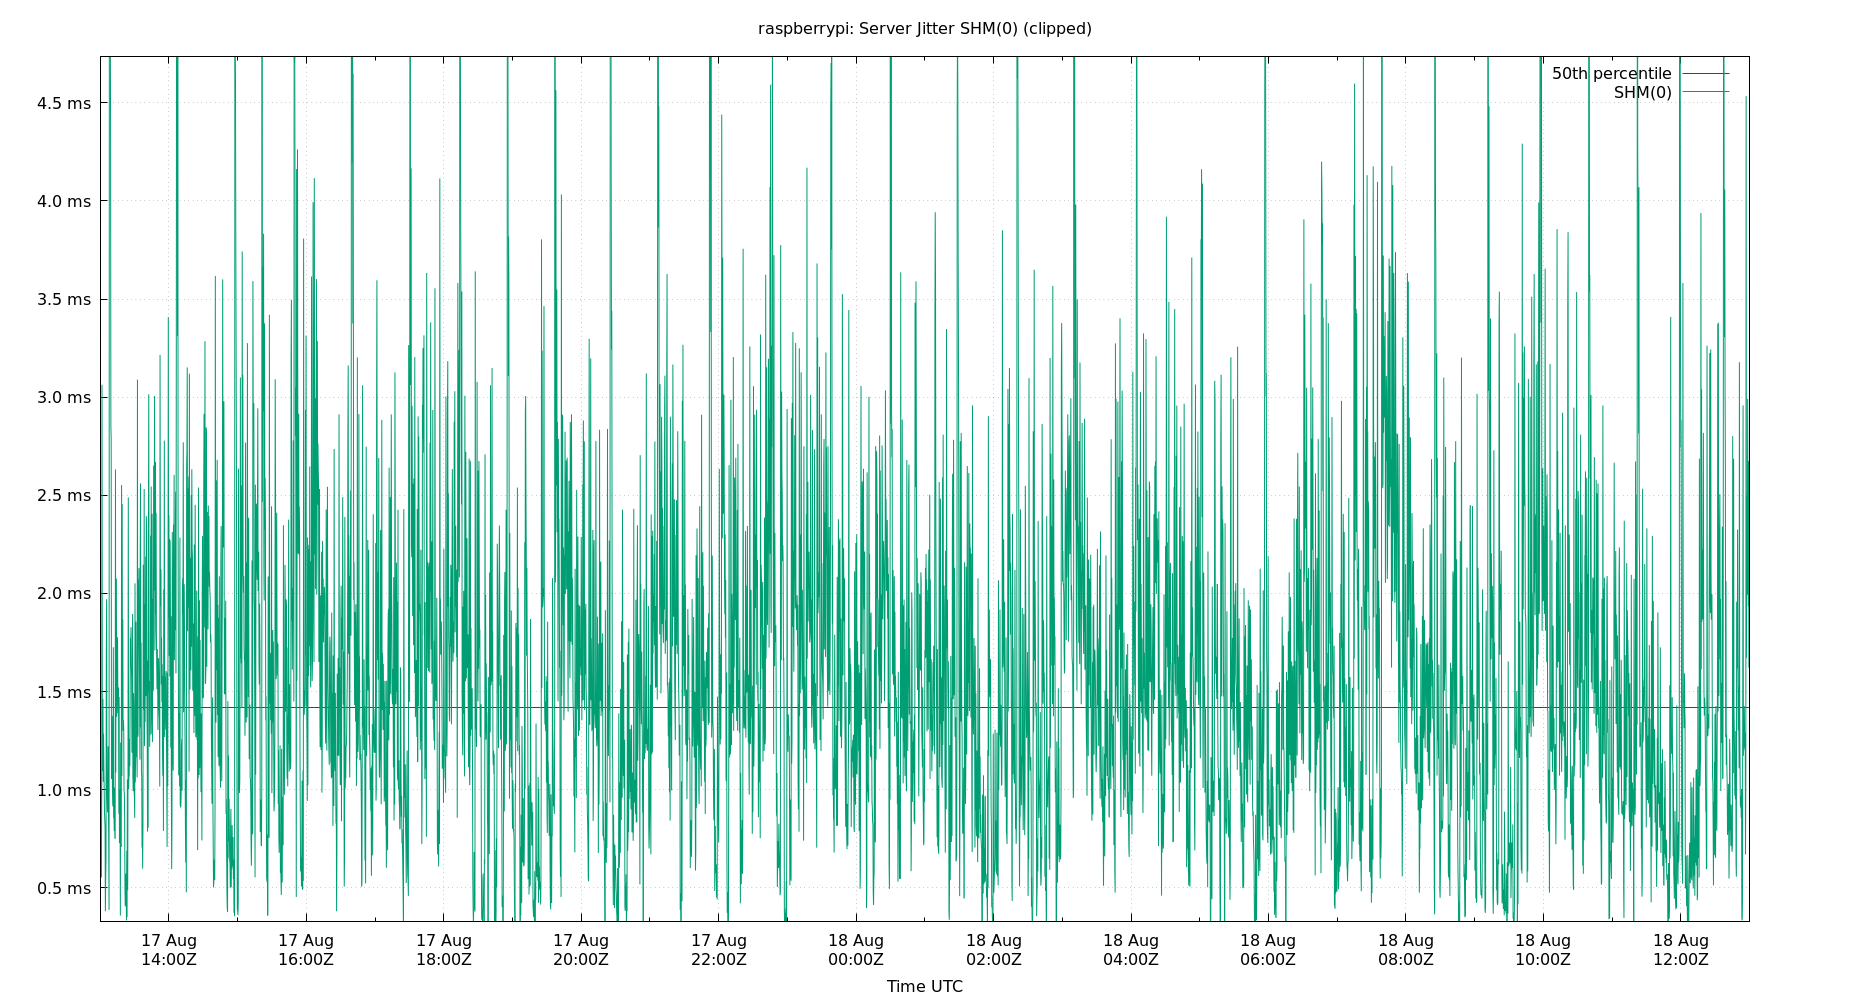 raspberrypi: Server Jitter SHM(0) (clipped)
50th percentile
SHM(0)
4.5 ms
4.0 ms
3.5 ms
3.0 ms
2.5 ms
2.0 ms
1.5 ms
1.0 ms
0.5 ms
17 Aug 17 Aug 17 Aug 17 Aug 17 Aug 18 Aug 18 Aug 18 Aug 18 Aug 18 Aug 18 Aug 18 Aug
14:00Z 16:00Z 18:00Z 20:00Z 22:00Z 00:00Z 02:00Z 04:00Z 06:00Z 08:00Z 10:00Z 12:00Z
Time UTC